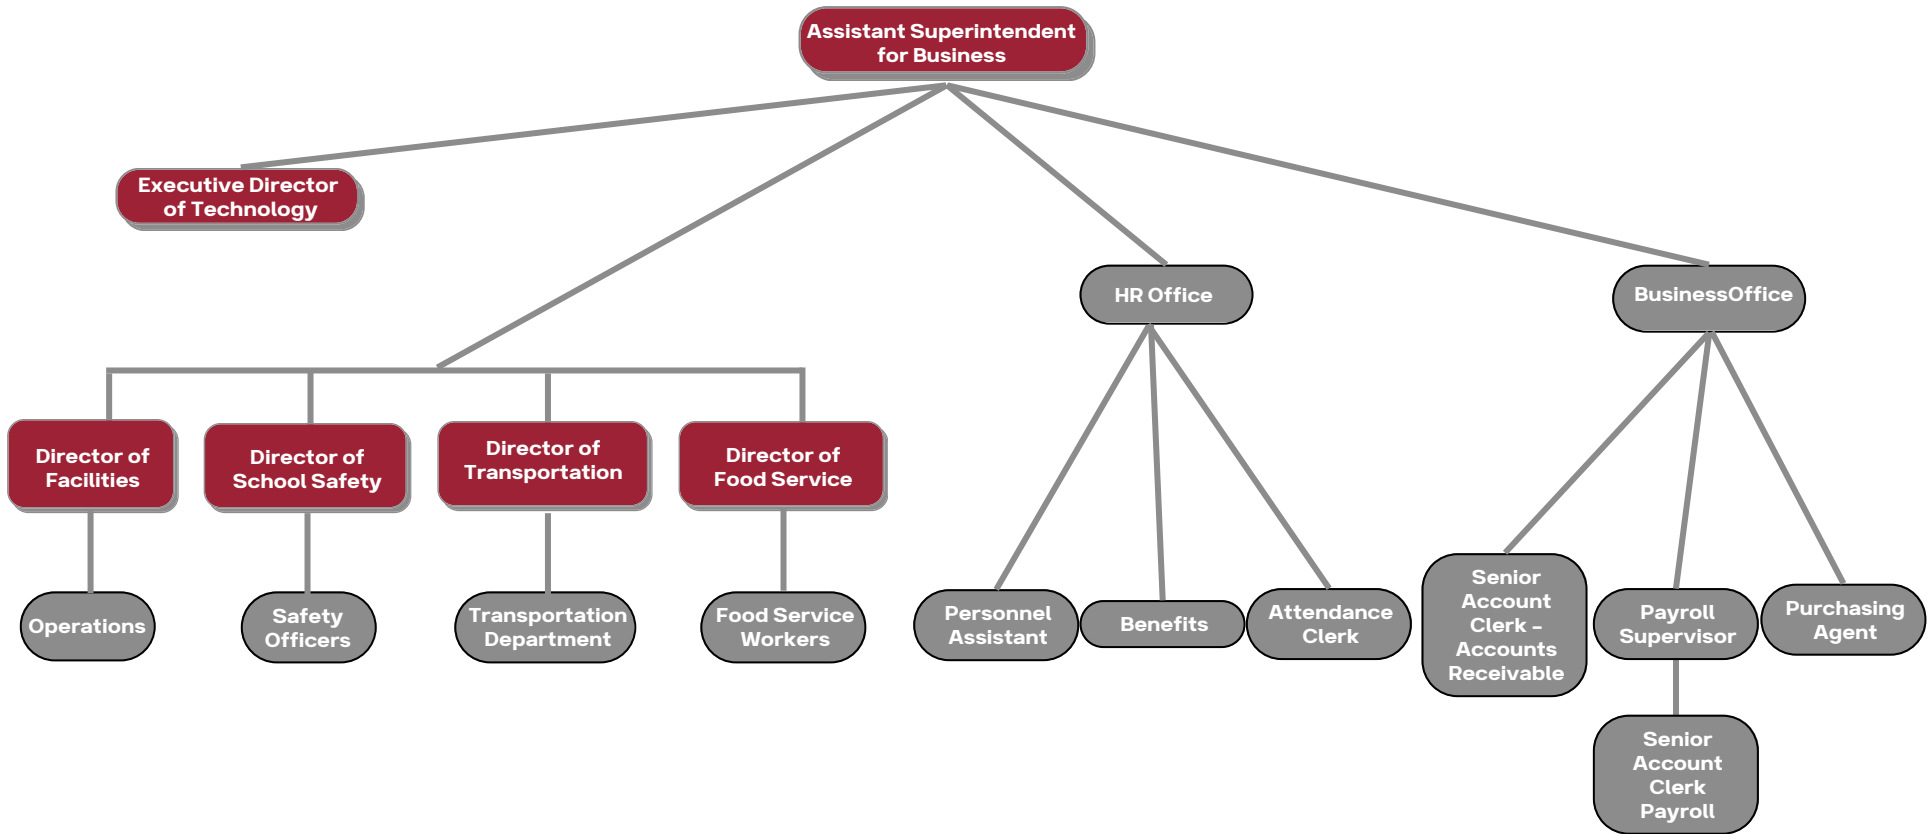 Assistant Superintendent
for Business
Executive Director
of Technology
HR Office
BusinessOffice
Director of
Facilities
Director of
School Safety
Director of
Transportation
Director of
Food Service
Operations
Safety
Officers
Transportation
Department
Food Service
Workers
Personnel
Assistant
Benefits
Attendance
Clerk
Senior
Account
Clerk –
Accounts
Receivable
Payroll
Supervisor
Purchasing
Agent
Senior
Account
Clerk
Payroll